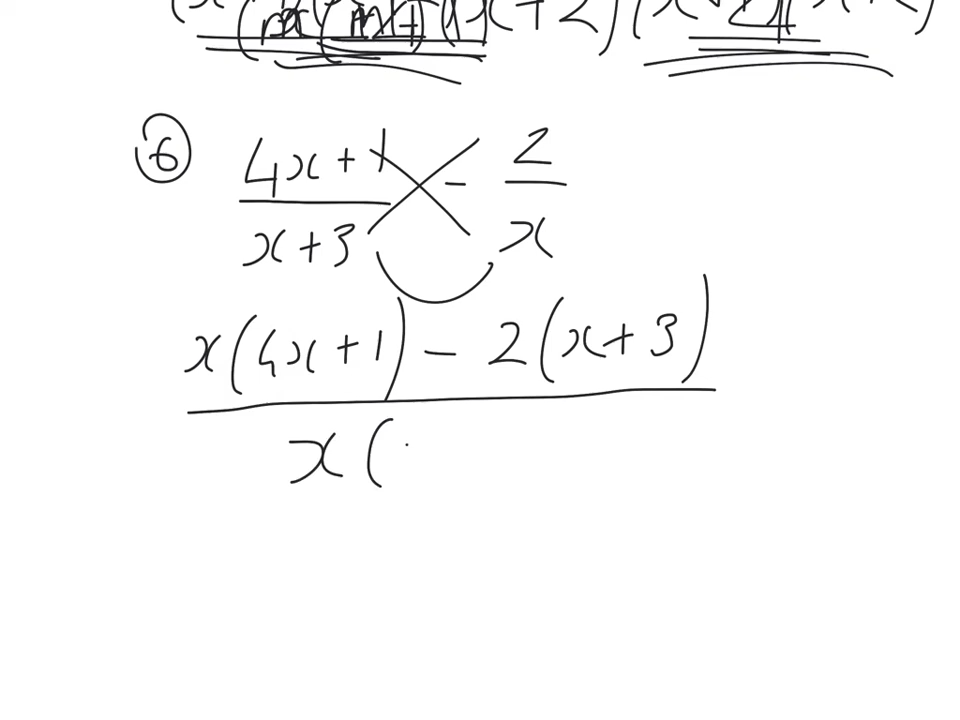 ⑥ (4x + 1)/(x + 3) - 2/x
(x(4x + 1) - 2(x + 3))/(x(